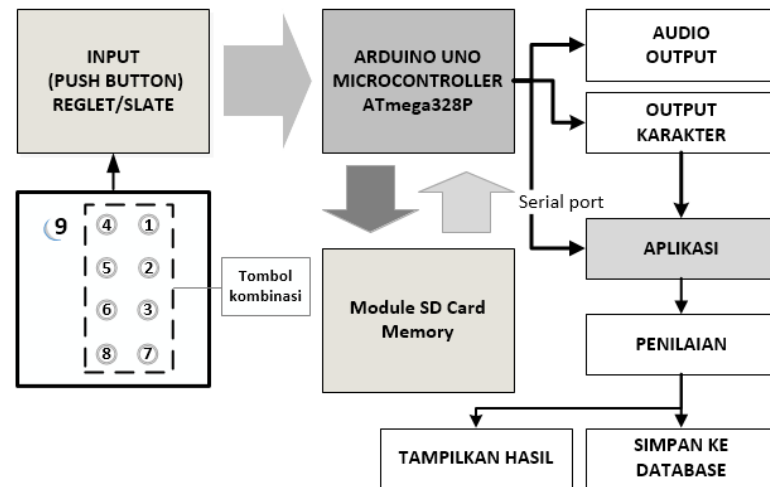 INPUT
(PUSH BUTTON)
REGLET/SLATE
ARDUINO UNO
MICROCONTROLLER
ATmega328P
AUDIO
OUTPUT
OUTPUT
KARAKTER
Serial port
APLIKASI
9
4 1
5 2
6 3
8 7
Tombol
kombinasi
Module SD Card
Memory
PENILAIAN
TAMPILKAN HASIL
SIMPAN KE
DATABASE